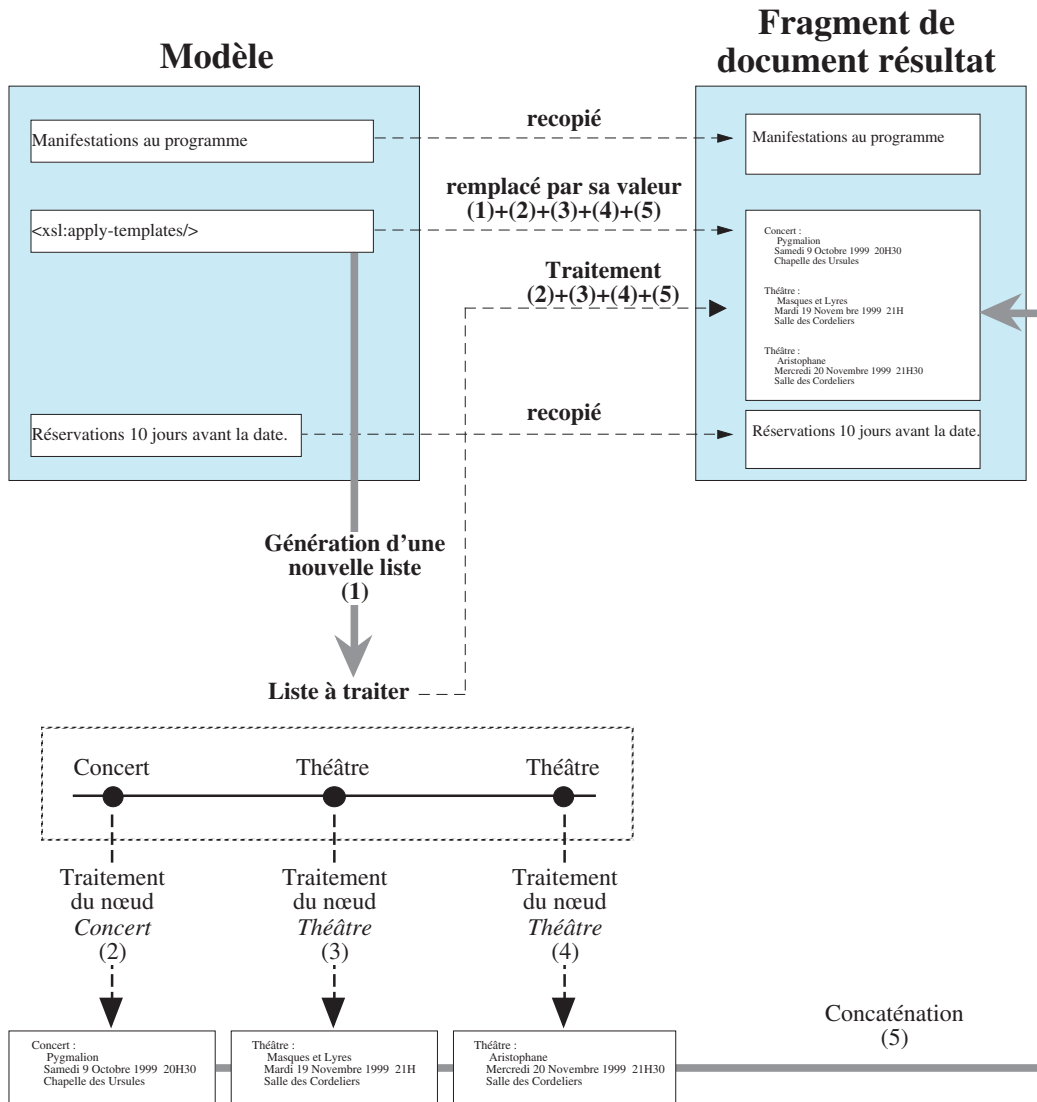 Modèle
Fragment de
document résultat
Manifestations au programme
recopié
Manifestations au programme
<xsl:apply-templates/>
remplacé par sa valeur
(1)+(2)+(3)+(4)+(5)
Traitement
(2)+(3)+(4)+(5)
Concert :
Pygmalion
Samedi 9 Octobre 1999 20H30
Chapelle des Ursules
Théâtre :
Masques et Lyres
Mardi 19 Novem bre 1999 21H
Salle des Cordeliers
Théâtre :
Aristophane
Mercredi 20 Novembre 1999 21H30
Salle des Cordeliers
Réservations 10 jours avant la date.
recopié
Réservations 10 jours avant la date.
Génération d’une
nouvelle liste
(1)
Liste à traiter
Concert
Théâtre
Théâtre
Traitement
du nœud
Concert
(2)
Traitement
du nœud
Théâtre
(3)
Traitement
du nœud
Théâtre
(4)
Concaténation
(5)
Concert :
Pygmalion
Samedi 9 Octobre 1999 20H30
Chapelle des Ursules
Théâtre :
Masques et Lyres
Mardi 19 Novembre 1999 21H
Salle des Cordeliers
Théâtre :
Aristophane
Mercredi 20 Novembre 1999 21H30
Salle des Cordeliers